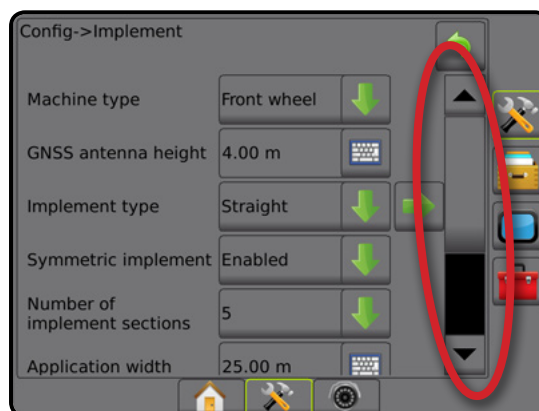 Config->Implement
Machine type
Front wheel
GNSS antenna height
4.00 m
Implement type
Straight
Symmetric implement
Enabled
Number of
implement sections
5
Application width
25.00 m